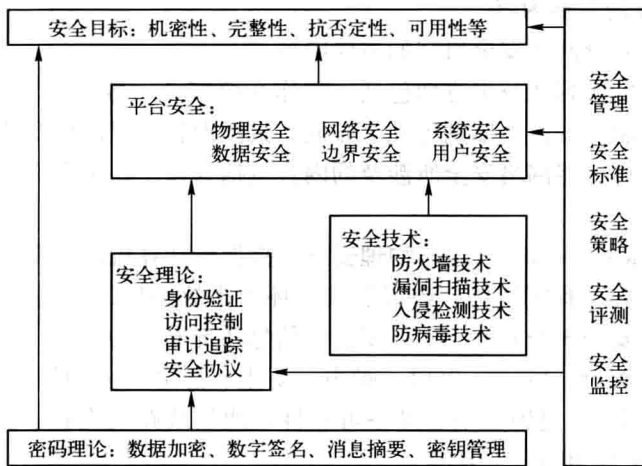 安全目标：机密性、完整性、抗否定性、可用性等
平台安全：
物理安全 网络安全 系统安全
数据安全 边界安全 用户安全
安全技术：
防火墙技术
漏洞扫描技术
入侵检测技术
防病毒技术
安全理论：
身份验证
访问控制
审计追踪
安全协议
密码理论：数据加密、数字签名、消息摘要、密钥管理
安全
管理
安全
标准
安全
策略
安全
评测
安全
监控